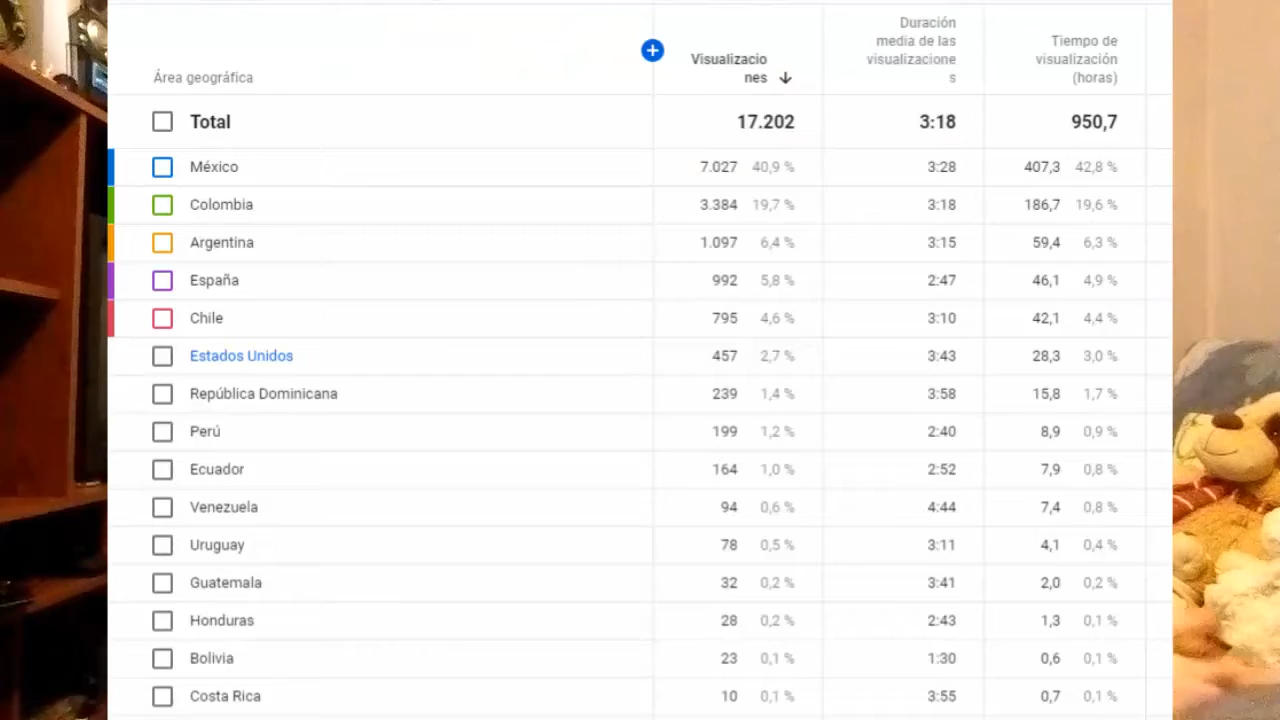 Área geográfica
Visualizacio
nes
Duración
media de las
visualizacione
s
Tiempo de
visualización
(horas)
Total 17.202 3:18 950,7
México 7.027 40,9 % 3:28 407,3 42,8 %
Colombia 3.384 19,7 % 3:18 186,7 19,6 %
Argentina 1.097 6,4 % 3:15 59,4 6,3 %
España 992 5,8 % 2:47 46,1 4,9 %
Chile 795 4,6 % 3:10 42,1 4,4 %
Estados Unidos 457 2,7 % 3:43 28,3 3,0 %
República Dominicana 239 1,4 % 3:58 15,8 1,7 %
Perú 199 1,2 % 2:40 8,9 0,9 %
Ecuador 164 1,0 % 2:52 7,9 0,8 %
Venezuela 94 0,6 % 4:44 7,4 0,8 %
Uruguay 78 0,5 % 3:11 4,1 0,4 %
Guatemala 32 0,2 % 3:41 2,0 0,2 %
Honduras 28 0,2 % 2:43 1,3 0,1 %
Bolivia 23 0,1 % 1:30 0,6 0,1 %
Costa Rica 10 0,1 % 3:55 0,7 0,1 %